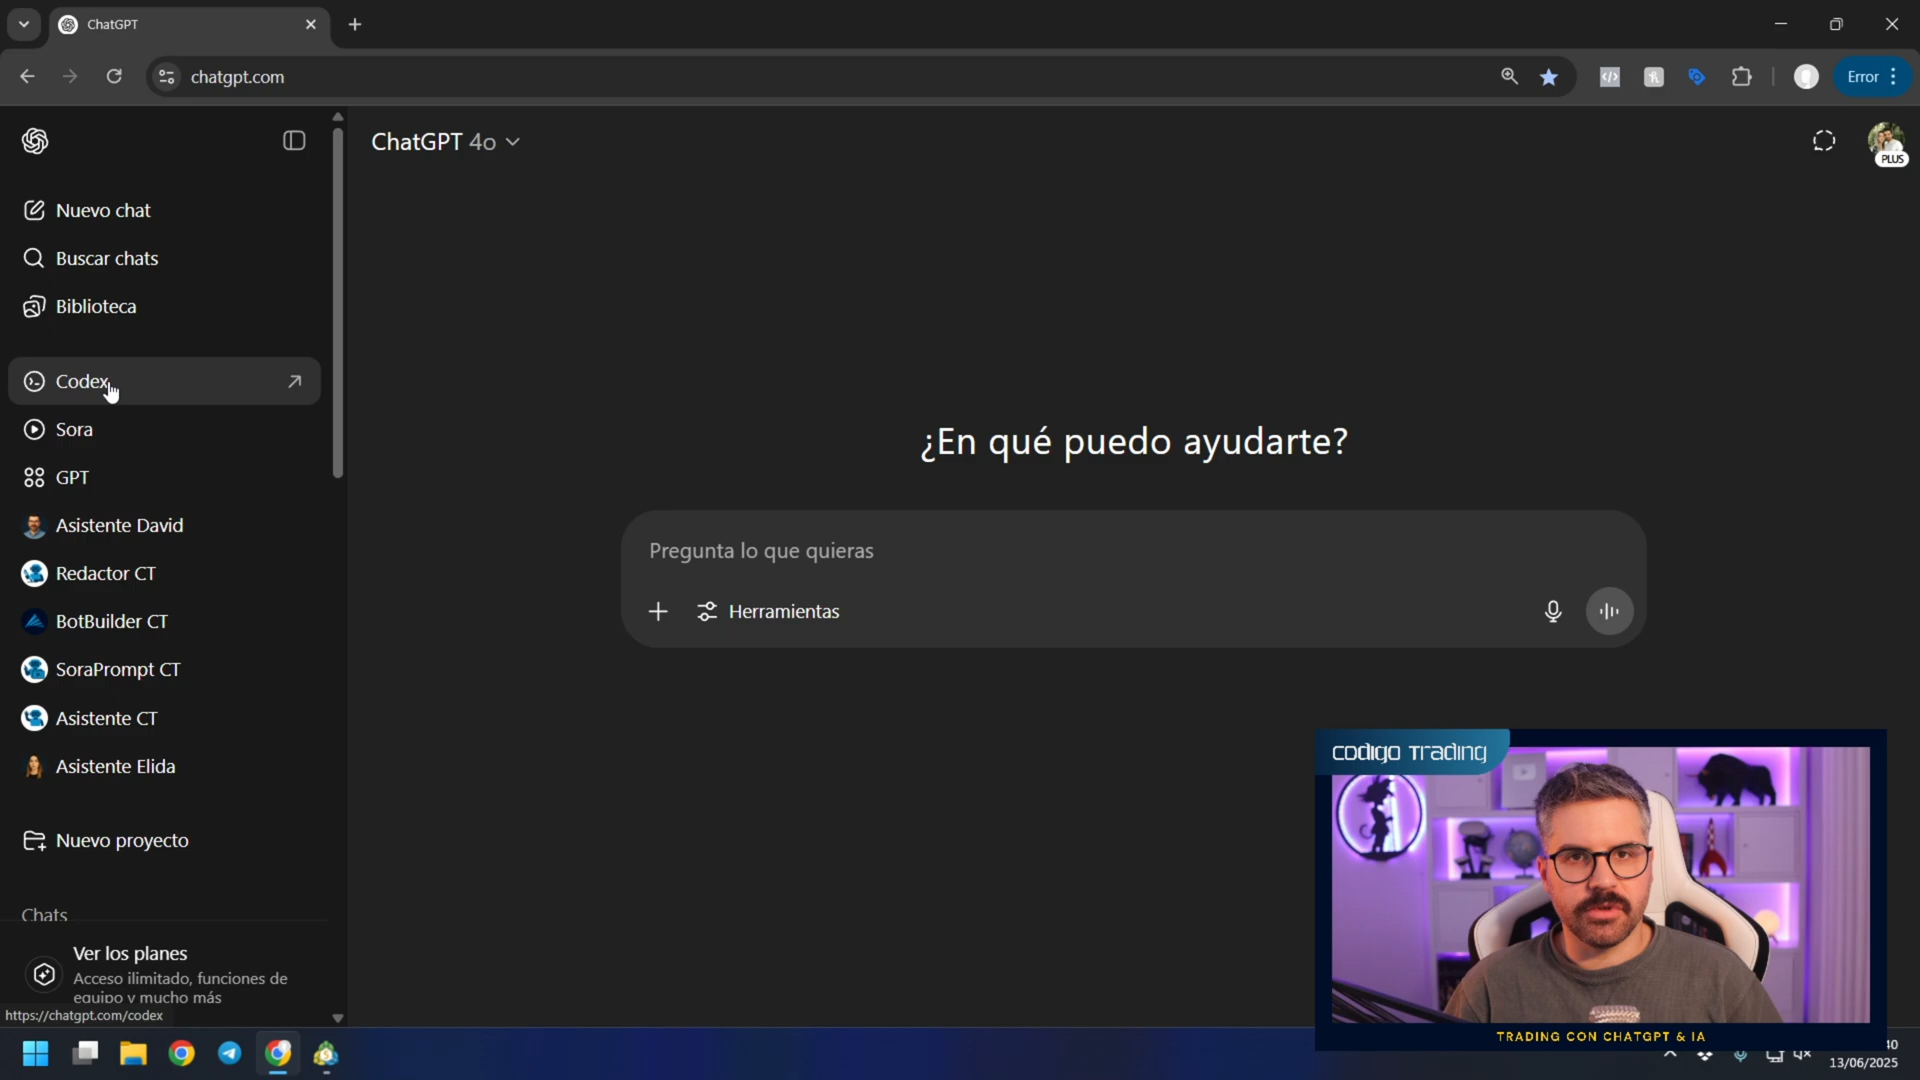 ChatGPT
chatgpt.com
Error
ChatGPT 4o
PLUS
Nuevo chat
Buscar chats
Biblioteca
Codex
Sora
GPT
Asistente David
Redactor CT
BotBuilder CT
SoraPrompt CT
Asistente CT
Asistente Elida
Nuevo proyecto
Chats
Ver los planes
Acceso ilimitado, funciones de
equipo y mucho más
https://chatgpt.com/codex
¿En qué puedo ayudarte?
Pregunta lo que quieras
Herramientas
codigo Trading
TRADING CON CHATGPT & IA
40
13/06/2025